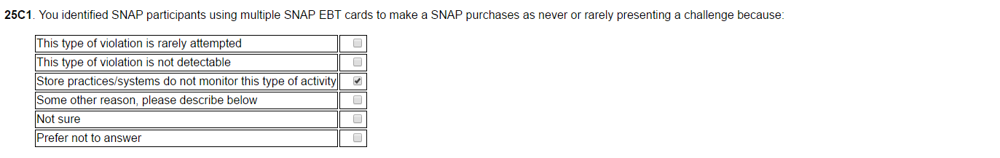 25C1. You identified SNAP participants using multiple SNAP EBT cards to make a SNAP purchases as never or rarely presenting a challenge because:
This type of violation is rarely attempted
This type of violation is not detectable
Store practices/systems do not monitor this type of activity
Some other reason, please describe below
Not sure
Prefer not to answer